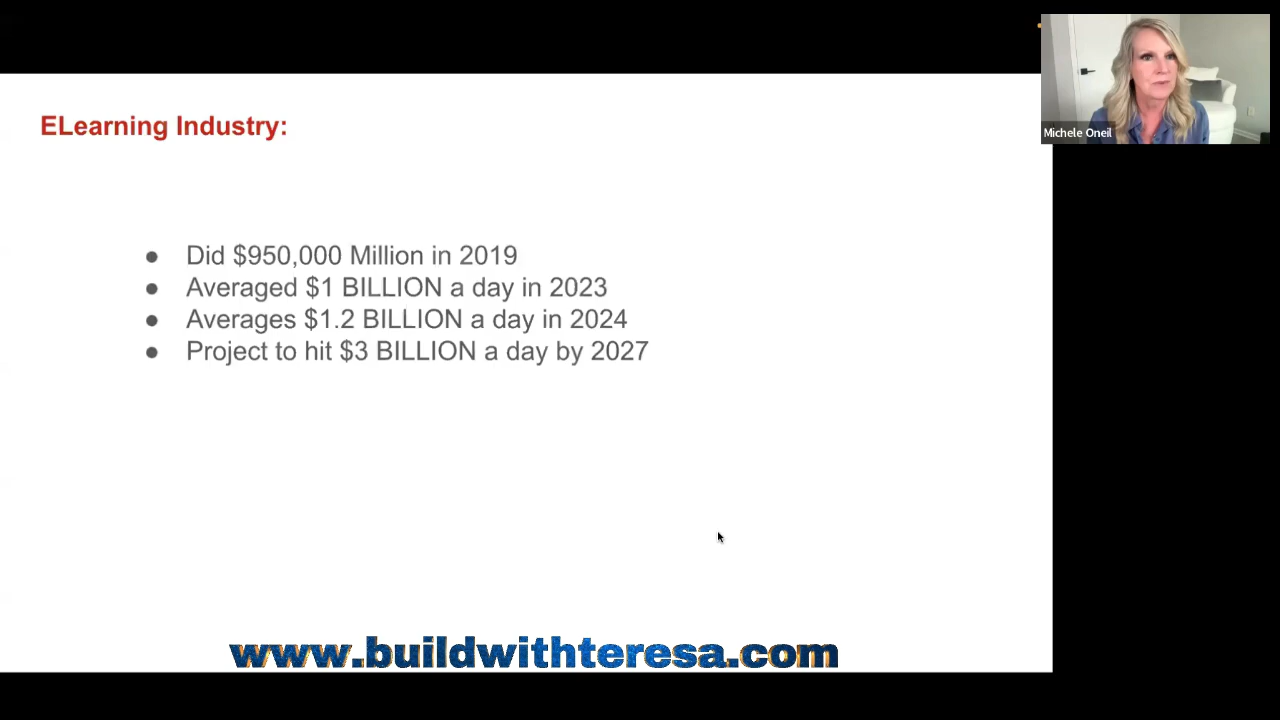 ELearning Industry:
Michele Oneil
● Did $950,000 Million in 2019
● Averaged $1 BILLION a day in 2023
● Averages $1.2 BILLION a day in 2024
● Project to hit $3 BILLION a day by 2027
www.buildwithteresa.com